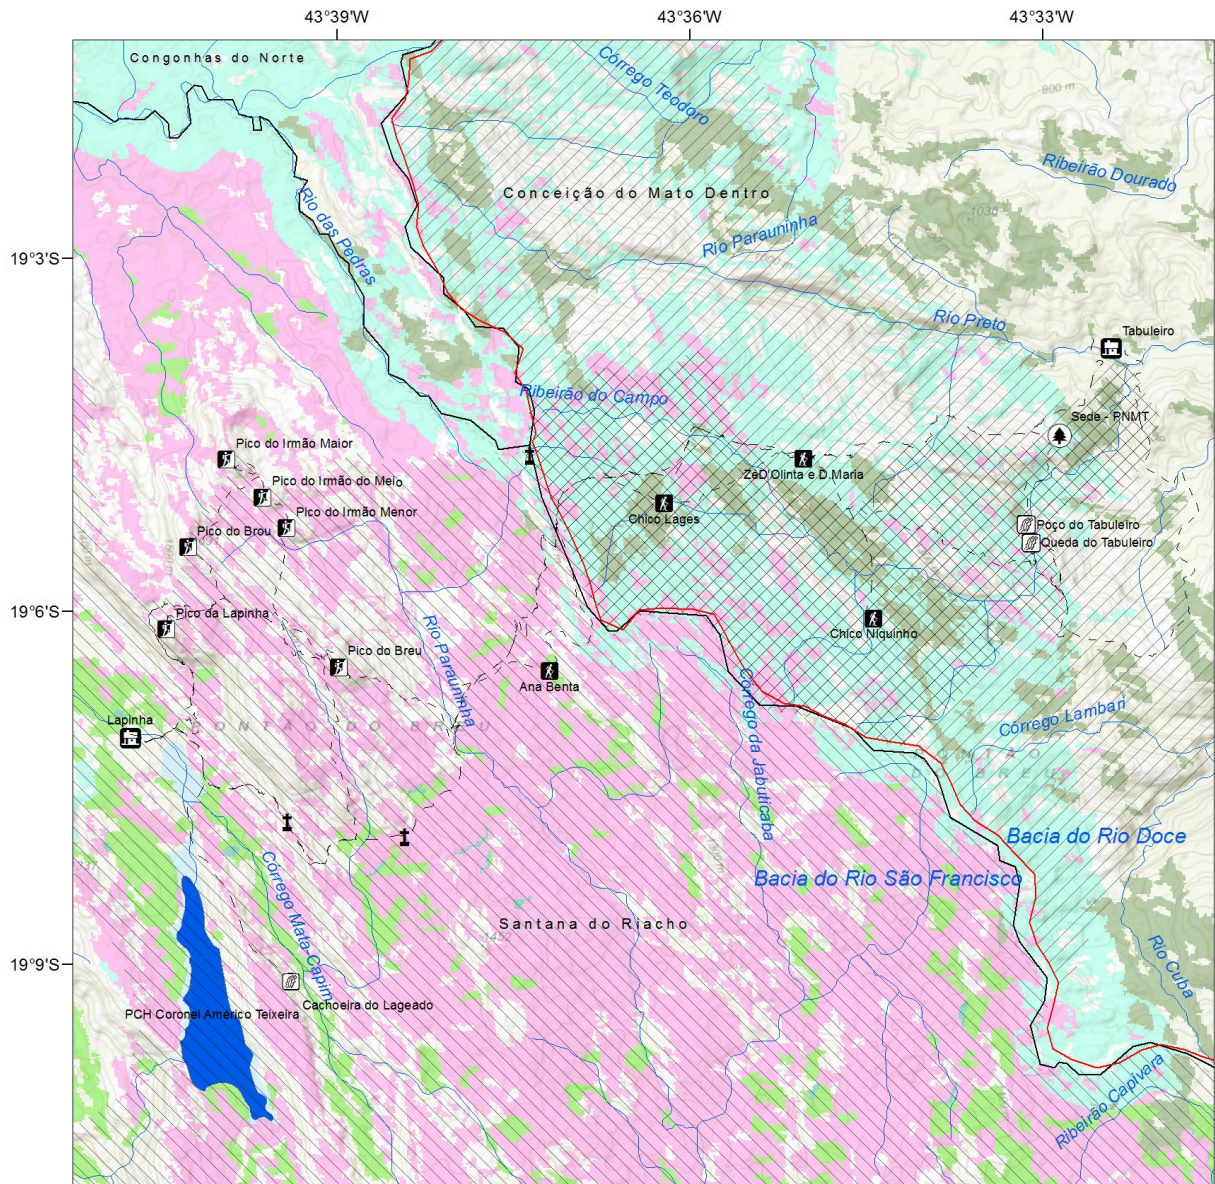 43°39'W
43°36'W
43°33'W
Congonhas do Norte
Córrego Teodoro
800 m
Ribeirão Dourado
Conceição do Mato Dentro
Rio das Pedras
Rio Parauninha
1000
19°3'S
Rio Preto
Tabuleiro
Ribeirão do Campo
Sede - PNMT
Pico do Irmão Maior
ZeD'Olinta e D.Maria
Pico do Irmão do Meio
Chico Lages
Pico do Irmão Menor
Poço do Tabuleiro
Pico do Breu
Queda do Tabuleiro
19°6'S
Pico da Lapinha
Chico Niquinho
Pico do Breu
Rio Parauninha
Ana Benta
Lapinha
Córrego da Jabuticaba
Córrego Lambari
Bacia do Rio Doce
Bacia do Rio São Francisco
Córrego Mata-Capim
Santana do Riacho
1452
19°9'S
Rio Cuba
Cachoeira do Lageado
PCH Coronel Américo Teixeira
Ribeirão Capivara